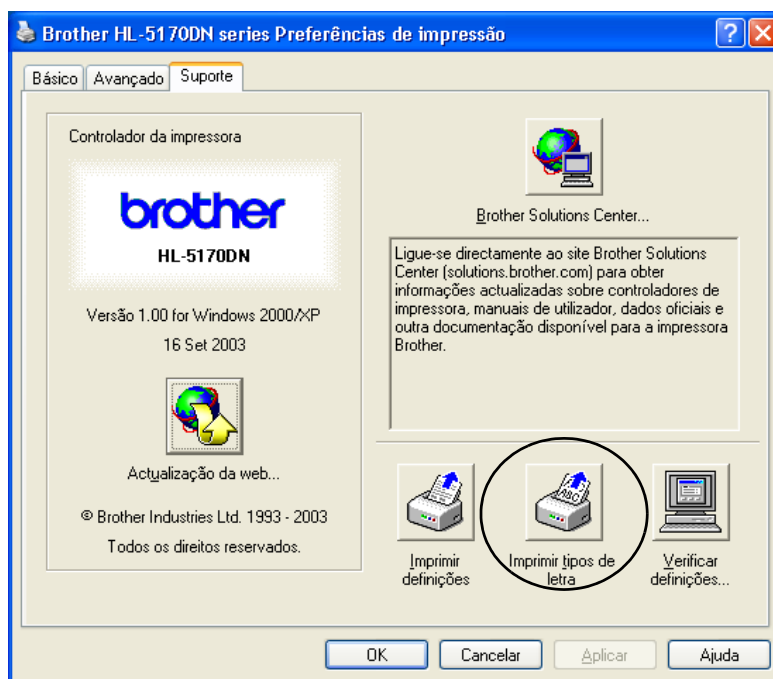 Brother HL-5170DN series Preferências de impressão
Básico Avançado Suporte
Controlador da impressora
brother
HL-5170DN
Versão 1.00 for Windows 2000/XP
16 Set 2003
Actualização da web...
© Brother Industries Ltd. 1993 - 2003
Todos os direitos reservados.
Brother Solutions Center...
Ligue-se directamente ao site Brother Solutions
Center (solutions.brother.com) para obter
informações actualizadas sobre controladores de
impressora, manuais de utilizador, dados oficiais e
outra documentação disponível para a impressora
Brother.
Imprimir
definições
ABC
Imprimir tipos de
letra
Verificar
definições...
OK Cancelar Aplicar Ajuda